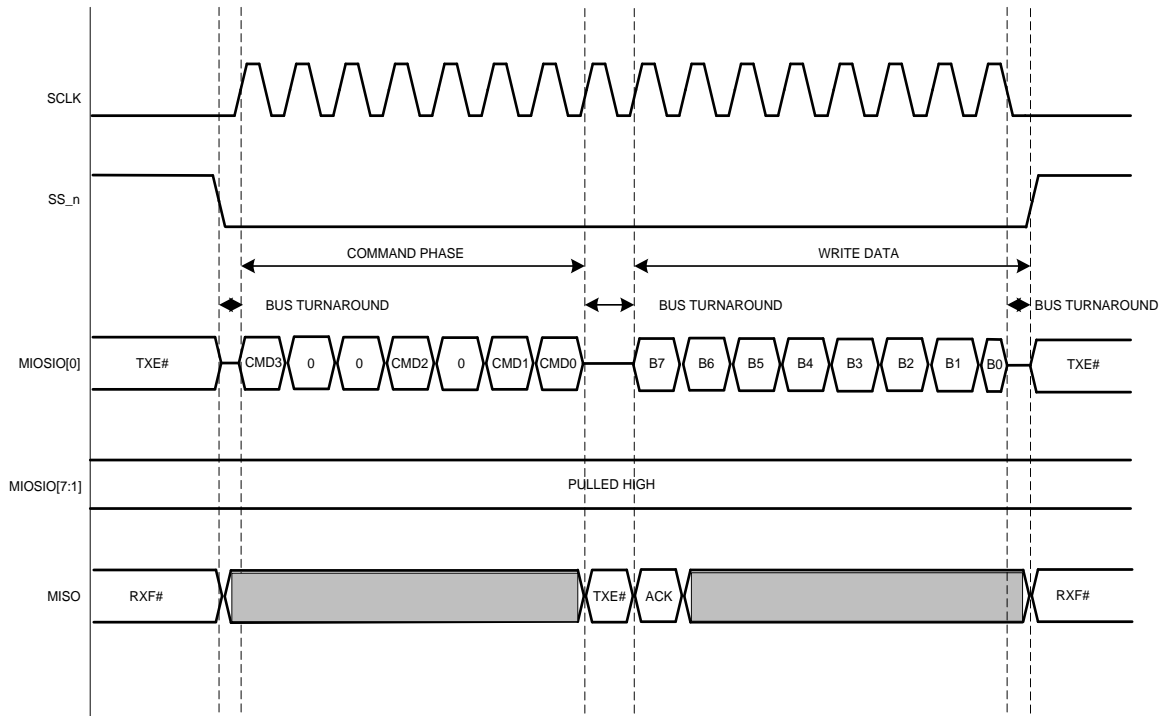 SCLK
SS_n
COMMAND PHASE WRITE DATA
BUS TURNAROUND BUS TURNAROUND BUS TURNAROUND
MIOSIO[0] TXE# CMD3 0 0 CMD2 0 CMD1 CMD0 B7 B6 B5 B4 B3 B2 B1 B0 TXE#
MIOSIO[7:1] PULLED HIGH
MISO RXF# TXE# ACK RXF#